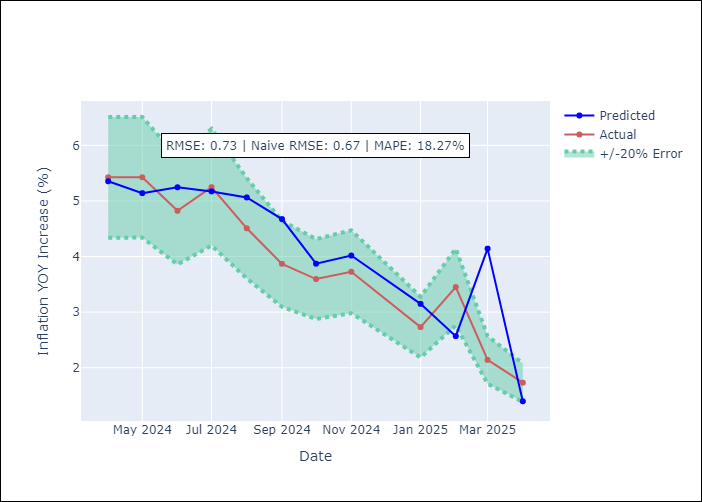 Predicted
Actual
+/-20% Error
RMSE: 0.73 | Naive RMSE: 0.67 | MAPE: 18.27%
Inflation YOY Increase (%)
6
5
4
3
2
May 2024
Jul 2024
Sep 2024
Nov 2024
Jan 2025
Mar 2025
Date